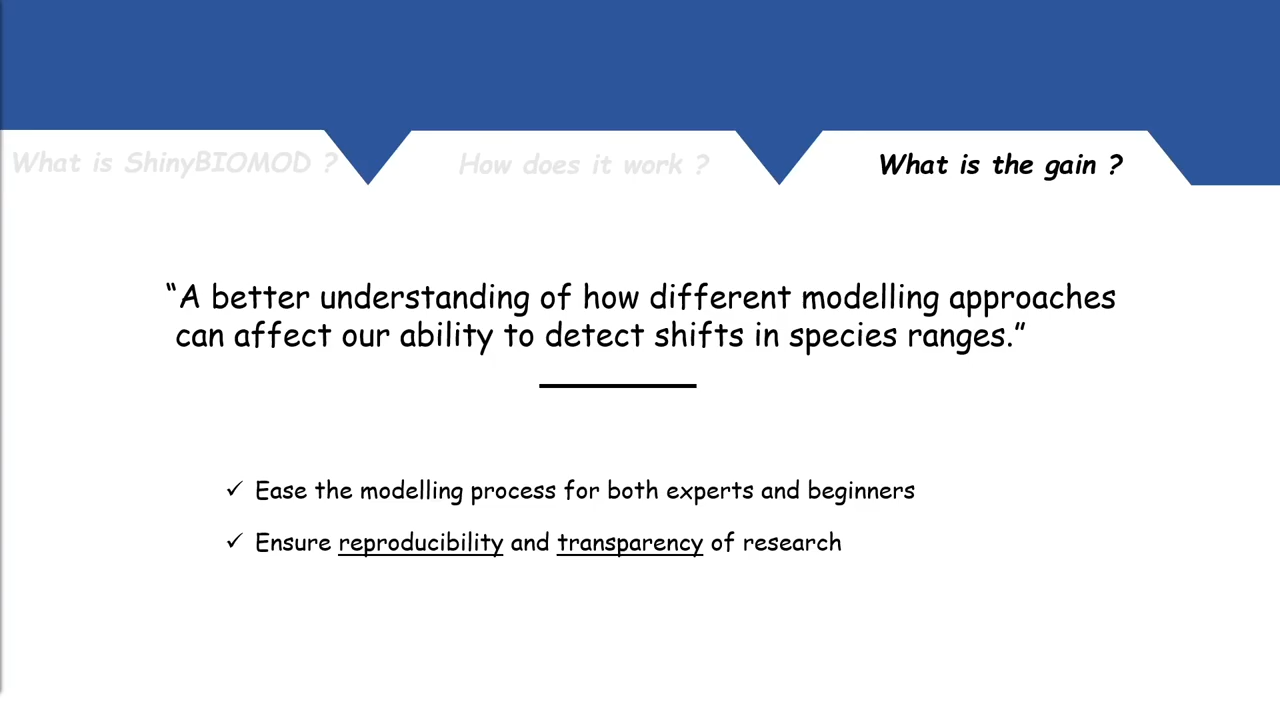 What is ShinyBIOMOD ?
How does it work ?
What is the gain ?
“A better understanding of how different modelling approaches
can affect our ability to detect shifts in species ranges.”
✓ Ease the modelling process for both experts and beginners
✓ Ensure reproducibility and transparency of research